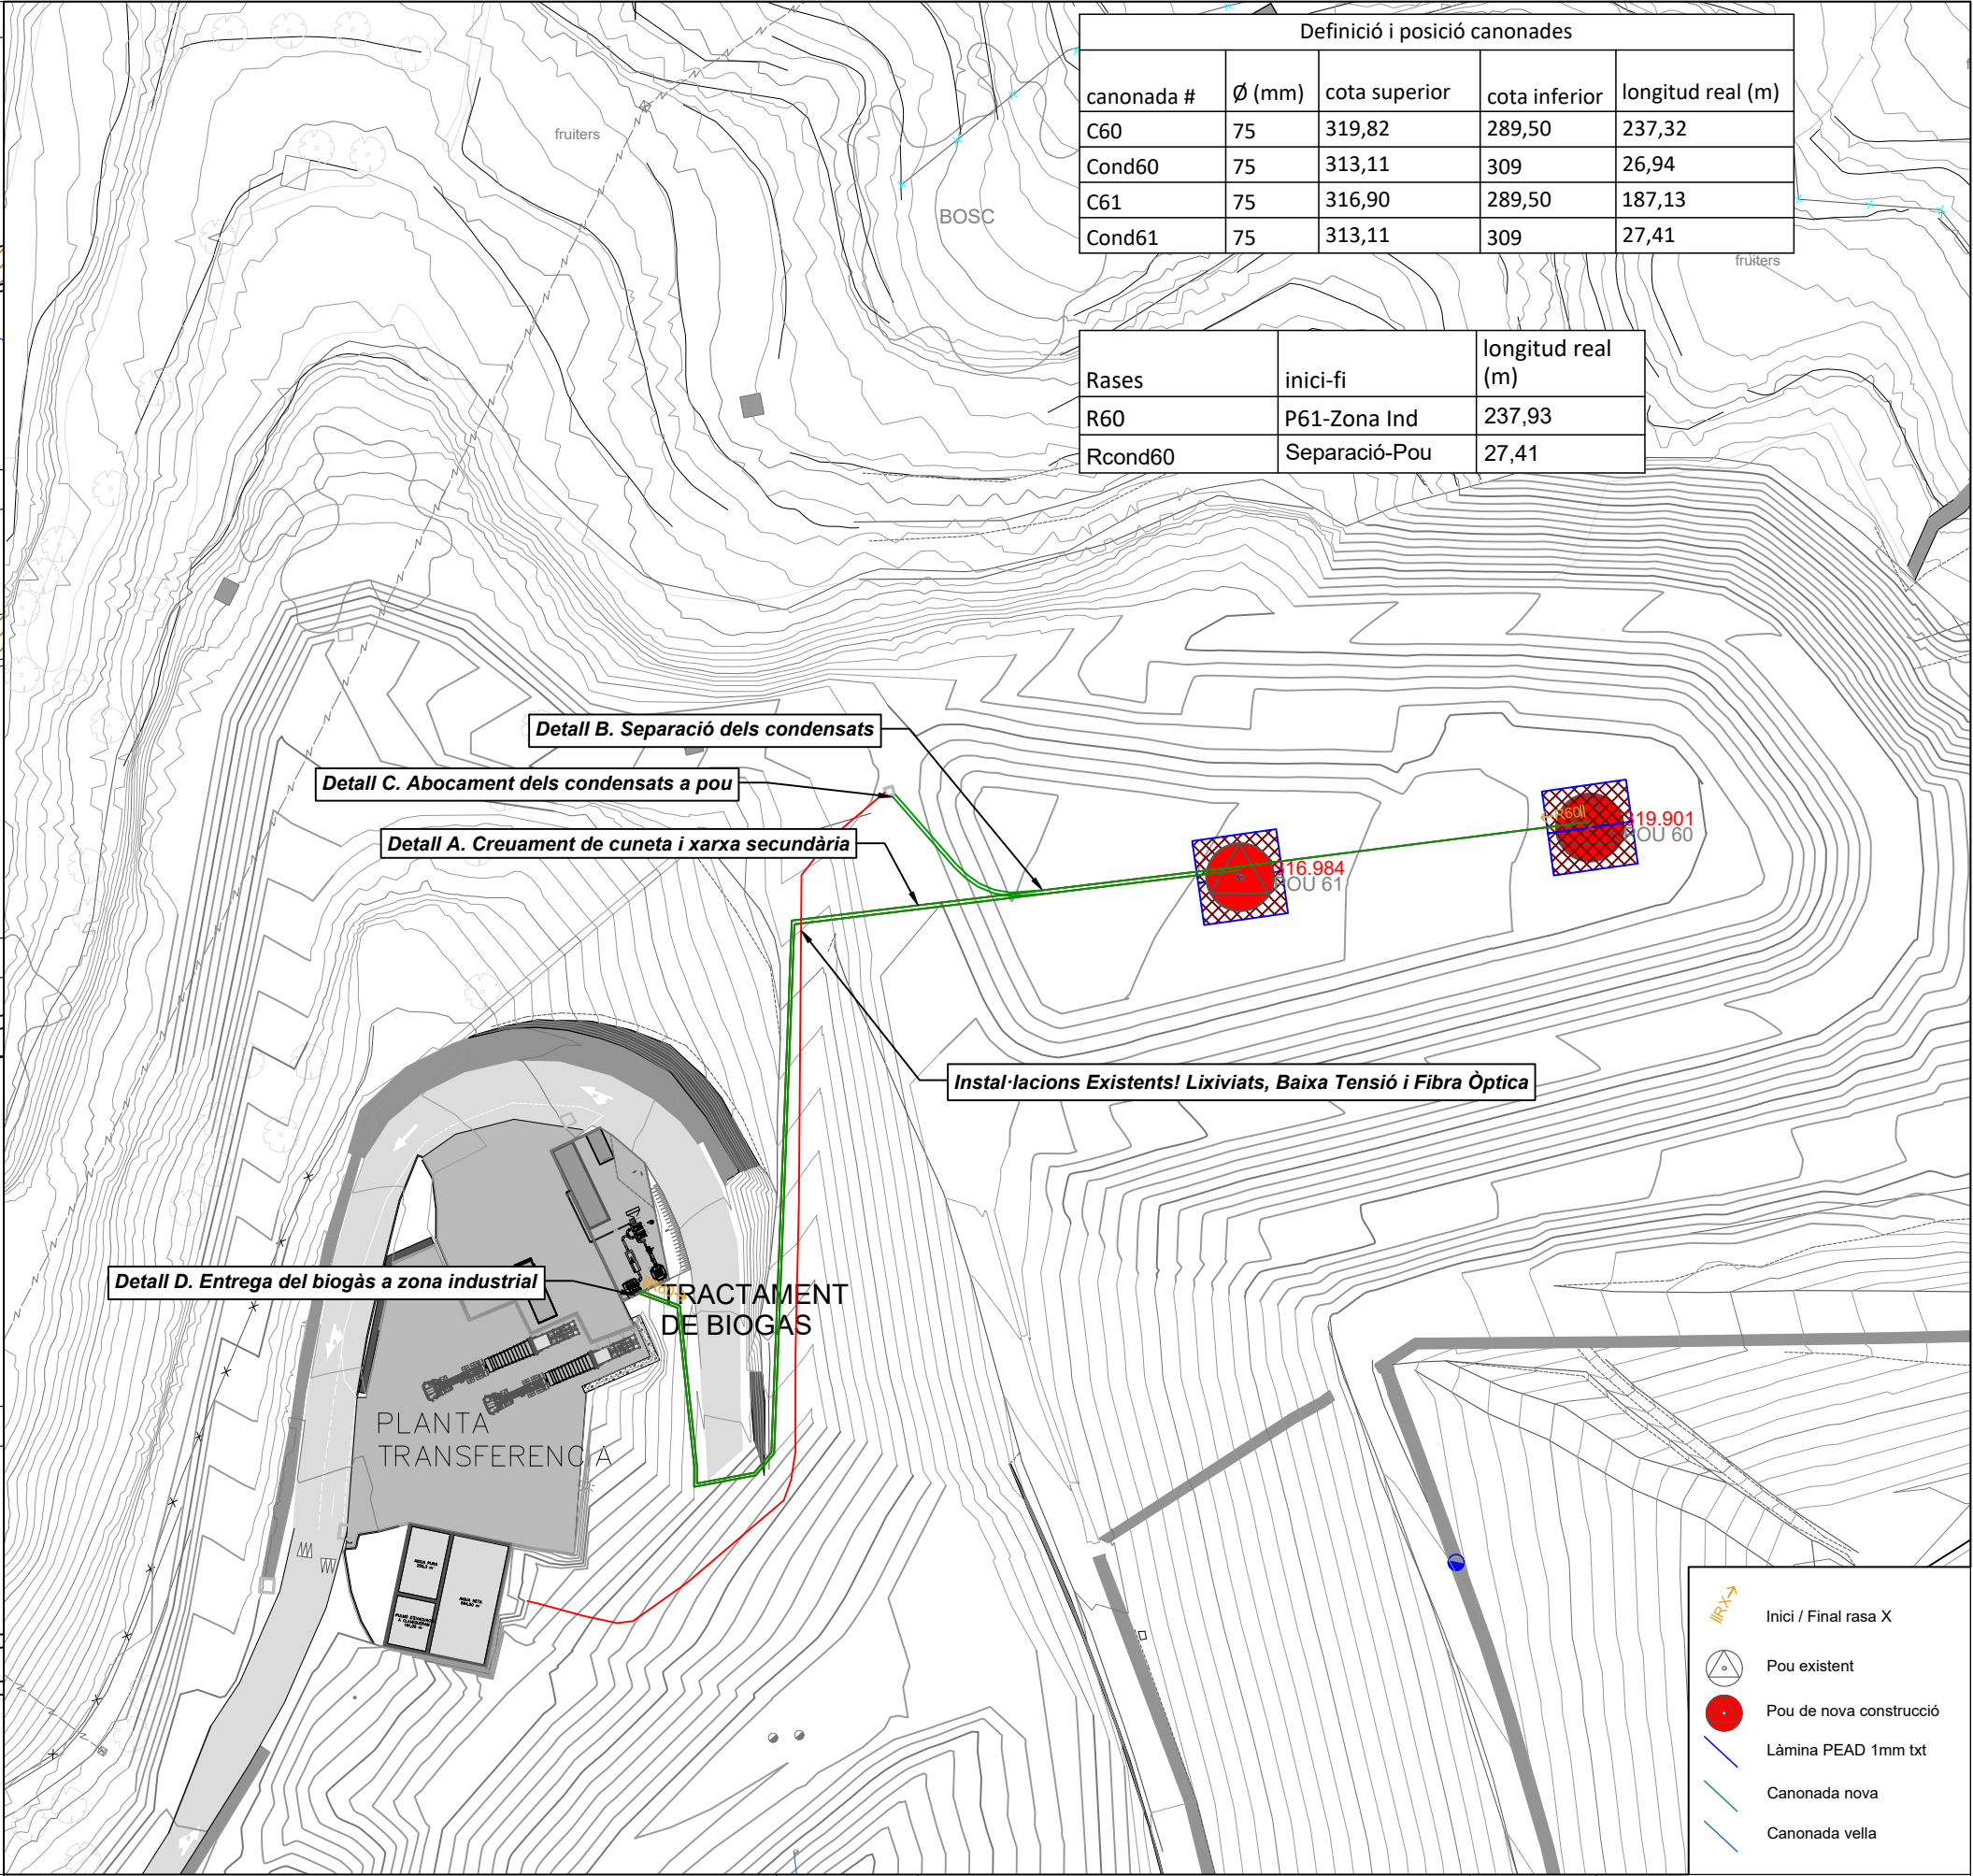 Definició i posició canonades
canonada # Ø (mm) cota superior cota inferior longitud real (m)
C60 75 319,82 289,50 237,32
Cond60 75 313,11 309 26,94
C61 75 316,90 289,50 187,13
Cond61 75 313,11 309 27,41
fruiters
BOSC
fruiters
Rases inici-fi longitud real
(m)
R60 P61-Zona Ind 237,93
Rcond60 Separació-Pou 27,41
Detall B. Separació dels condensats
Detall C. Abocament dels condensats a pou
Detall A. Creuament de cuneta i xarxa secundària
R60
319.901
POU 60
316.984
POU 61
Instal·lacions Existents! Lixiviats, Baixa Tensió i Fibra Òptica
Detall D. Entrega del biogàs a zona industrial
R60
TRACTAMENT
DE BIOGAS
PLANTA
TRANSFERENC A
RX
Inici / Final rasa X
Pou existent
Pou de nova construcció
Làmina PEAD 1mm txt
Canonada nova
Canonada vella